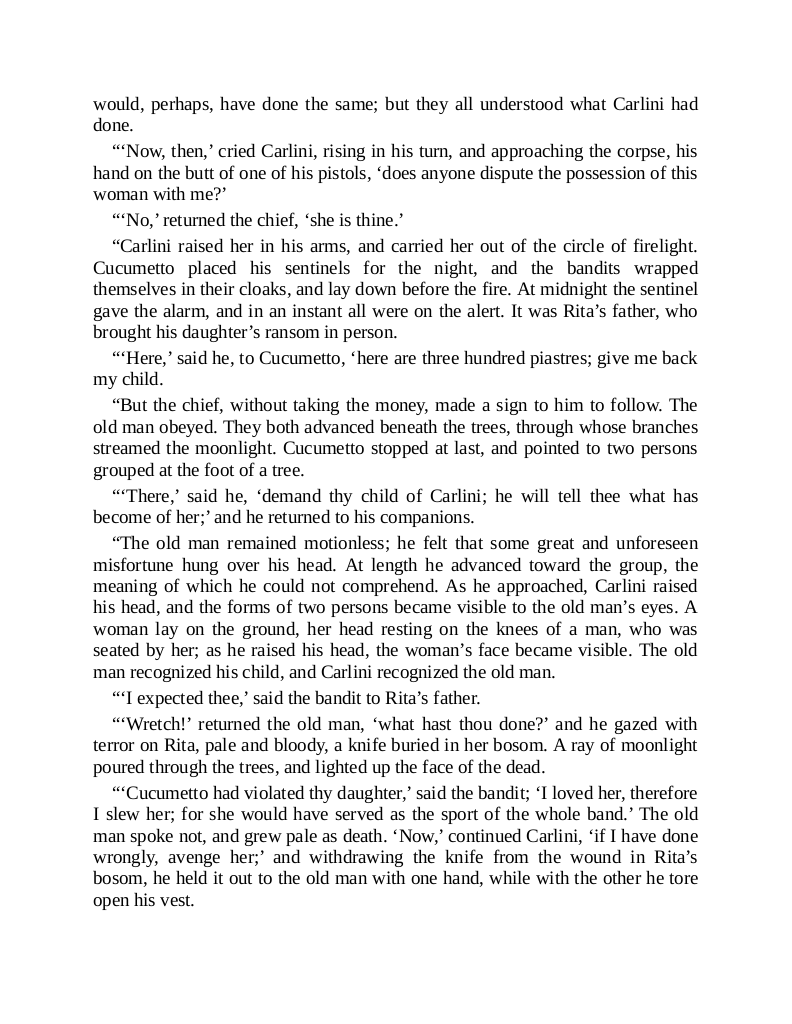 would, perhaps, have done the same; but they all understood what Carlini had
done.
“‘Now, then,’ cried Carlini, rising in his turn, and approaching the corpse, his
hand on the butt of one of his pistols, ‘does anyone dispute the possession of this
woman with me?’
“‘No,’ returned the chief, ‘she is thine.’
“Carlini raised her in his arms, and carried her out of the circle of firelight.
Cucumetto placed his sentinels for the night, and the bandits wrapped
themselves in their cloaks, and lay down before the fire. At midnight the sentinel
gave the alarm, and in an instant all were on the alert. It was Rita’s father, who
brought his daughter’s ransom in person.
“‘Here,’ said he, to Cucumetto, ‘here are three hundred piastres; give me back
my child.
“But the chief, without taking the money, made a sign to him to follow. The
old man obeyed. They both advanced beneath the trees, through whose branches
streamed the moonlight. Cucumetto stopped at last, and pointed to two persons
grouped at the foot of a tree.
“‘There,’ said he, ‘demand thy child of Carlini; he will tell thee what has
become of her;’ and he returned to his companions.
“The old man remained motionless; he felt that some great and unforeseen
misfortune hung over his head. At length he advanced toward the group, the
meaning of which he could not comprehend. As he approached, Carlini raised
his head, and the forms of two persons became visible to the old man’s eyes. A
woman lay on the ground, her head resting on the knees of a man, who was
seated by her; as he raised his head, the woman’s face became visible. The old
man recognized his child, and Carlini recognized the old man.
“‘I expected thee,’ said the bandit to Rita’s father.
“‘Wretch!’ returned the old man, ‘what hast thou done?’ and he gazed with
terror on Rita, pale and bloody, a knife buried in her bosom. A ray of moonlight
poured through the trees, and lighted up the face of the dead.
“‘Cucumetto had violated thy daughter,’ said the bandit; ‘I loved her, therefore
I slew her; for she would have served as the sport of the whole band.’ The old
man spoke not, and grew pale as death. ‘Now,’ continued Carlini, ‘if I have done
wrongly, avenge her;’ and withdrawing the knife from the wound in Rita’s
bosom, he held it out to the old man with one hand, while with the other he tore
open his vest.